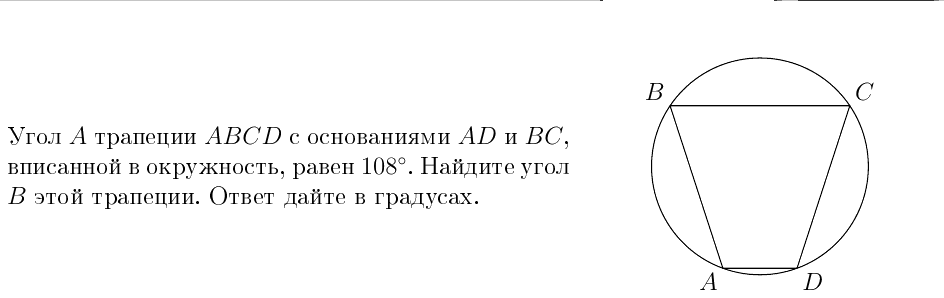 B
C
Угол A трапеции ABCD с основаниями AD и BC,
вписанной в окружность, равен 108°. Найдите угол
B этой трапеции. Ответ дайте в градусах.
A
D